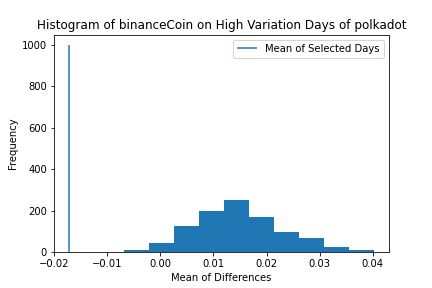 Histogram of binanceCoin on High Variation Days of polkadot
Mean of Selected Days
1000
800
600
400
200
0
Frequency
−0.02 −0.01 0.00 0.01 0.02 0.03 0.04
Mean of Differences